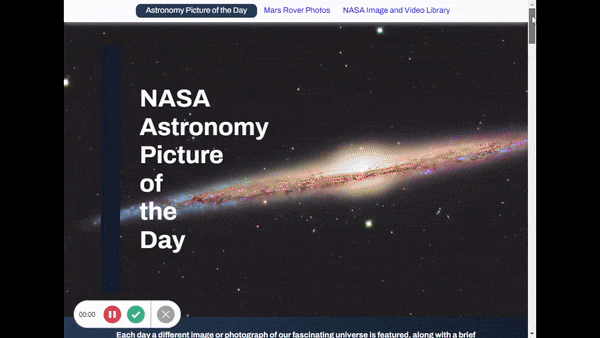 Astronomy Picture of the Day Mars Rover Photos NASA Image and Video Library
NASA
Astronomy
Picture
of
the
Day
00:00
Each day a different image or photograph of our fascinating universe is featured, along with a brief